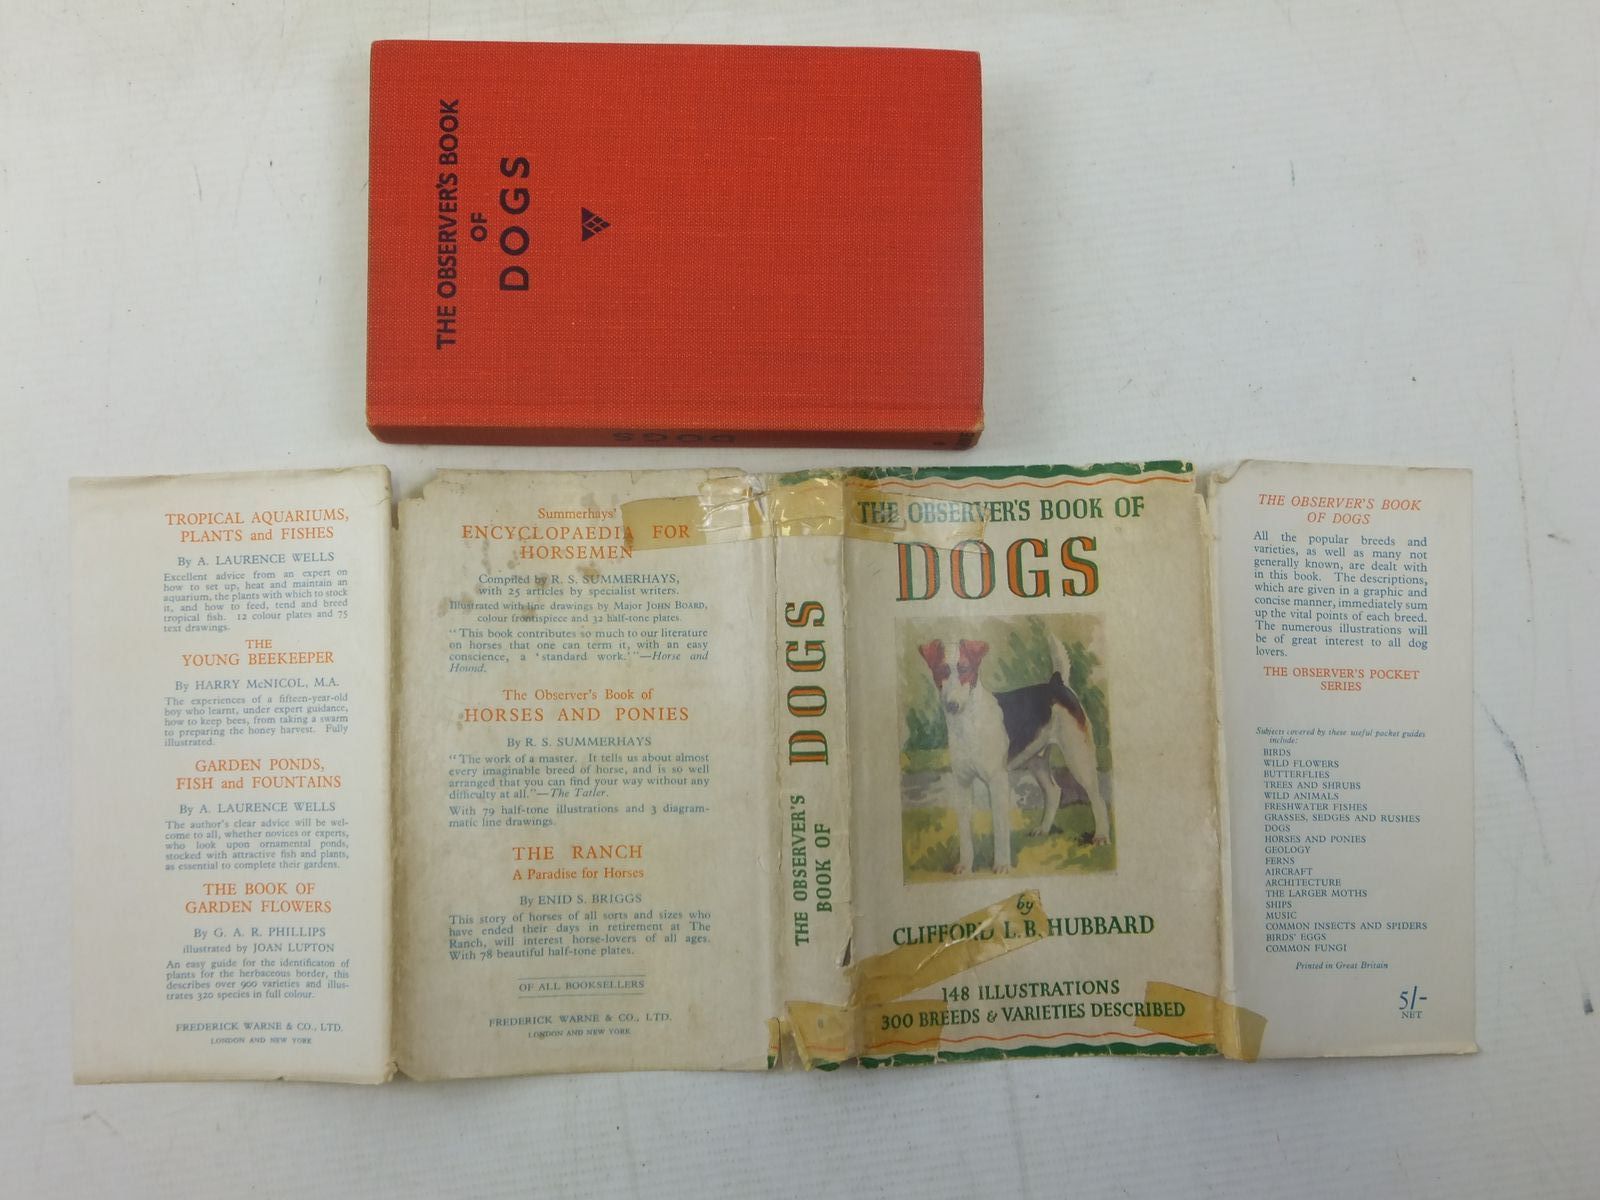 THE OBSERVER'S BOOK
OF
DOGS
DOGS
TROPICAL AQUARIUMS,
PLANTS and FISHES
By A. LAURENCE WELLS
Excellent advice from an expert on
how to set up, heat and maintain an
aquarium, the plants with which to stock
it, and how to feed, tend and breed
tropical fish. 12 colour plates and 75
text drawings.
THE
YOUNG BEEKEEPER
By HARRY McNICOL, M.A.
The experiences of a fifteen-year-old
boy who learnt, under expert guidance,
how to keep bees, from taking a swarm
to preparing the honey harvest. Fully
illustrated.
GARDEN PONDS,
FISH and FOUNTAINS
By A. LAURENCE WELLS
The author's clear advice will be wel-
come to all, whether novices or experts,
who look upon ornamental ponds,
stocked with attractive fish and plants,
as essential to complete their gardens.
THE BOOK OF
GARDEN FLOWERS
By G. A. R. PHILLIPS
illustrated by JOAN LUPTON
An easy guide for the identificaton of
plants for the herbaceous border, this
describes over 900 varieties and illus-
trates 320 species in full colour.
FREDERICK WARNE & CO., LTD.
LONDON AND NEW YORK
Summerhays'
ENCYCLOPAEDIA FOR
HORSEMEN
Compiled by R. S. SUMMERHAYS,
with 25 articles by specialist writers.
Illustrated with line drawings by Major JOHN BOARD,
colour frontispiece and 32 half-tone plates.
"This book contributes so much to our literature
on horses that one can term it, with an easy
conscience, a 'standard work.'"—Horse and
Hound.
The Observer's Book of
HORSES AND PONIES
By R. S. SUMMERHAYS
"The work of a master. It tells us about almost
every imaginable breed of horse, and is so well
arranged that you can find your way without any
difficulty at all."—The Tatler.
With 79 half-tone illustrations and 3 diagram-
matic line drawings.
THE RANCH
A Paradise for Horses
By ENID S. BRIGGS
This story of horses of all sorts and sizes who
have ended their days in retirement at The
Ranch, will interest horse-lovers of all ages.
With 78 beautiful half-tone plates.
OF ALL BOOKSELLERS
FREDERICK WARNE & CO., LTD.
LONDON AND NEW YORK
THE OBSERVER'S
BOOK OF
DOGS
THE OBSERVER'S BOOK OF
DOGS
by
CLIFFORD L. B. HUBBARD
148 ILLUSTRATIONS
300 BREEDS & VARIETIES DESCRIBED
THE OBSERVER'S BOOK
OF DOGS
All the popular breeds and
varieties, as well as many not
generally known, are dealt with
in this book. The descriptions,
which are given in a graphic and
concise manner, immediately sum
up the vital points of each breed.
The numerous illustrations will
be of great interest to all dog
lovers.
THE OBSERVER'S POCKET
SERIES
Subjects covered by these useful pocket guides
include:
BIRDS
WILD FLOWERS
BUTTERFLIES
TREES AND SHRUBS
WILD ANIMALS
FRESHWATER FISHES
GRASSES, SEDGES AND RUSHES
DOGS
HORSES AND PONIES
GEOLOGY
FERNS
AIRCRAFT
ARCHITECTURE
THE LARGER MOTHS
SHIPS
MUSIC
COMMON INSECTS AND SPIDERS
BIRDS' EGGS
COMMON FUNGI
Printed in Great Britain
5/-
NET